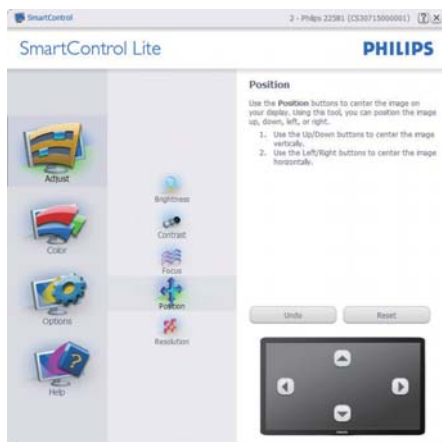 SmartControl
2 - Philips 225B1 (CS30715000001)
SmartControl Lite
PHILIPS
Adjust
Color
Options
Help
Brightness
Contrast
Focus
Position
Resolution
Position
Use the Position buttons to center the image on
your display. Using the tool, you can position the image
up, down, left, or right.
1. Use the Up/Down buttons to center the image
vertically.
2. Use the Left/Right buttons to center the image
horizontally.
Undo
Reset